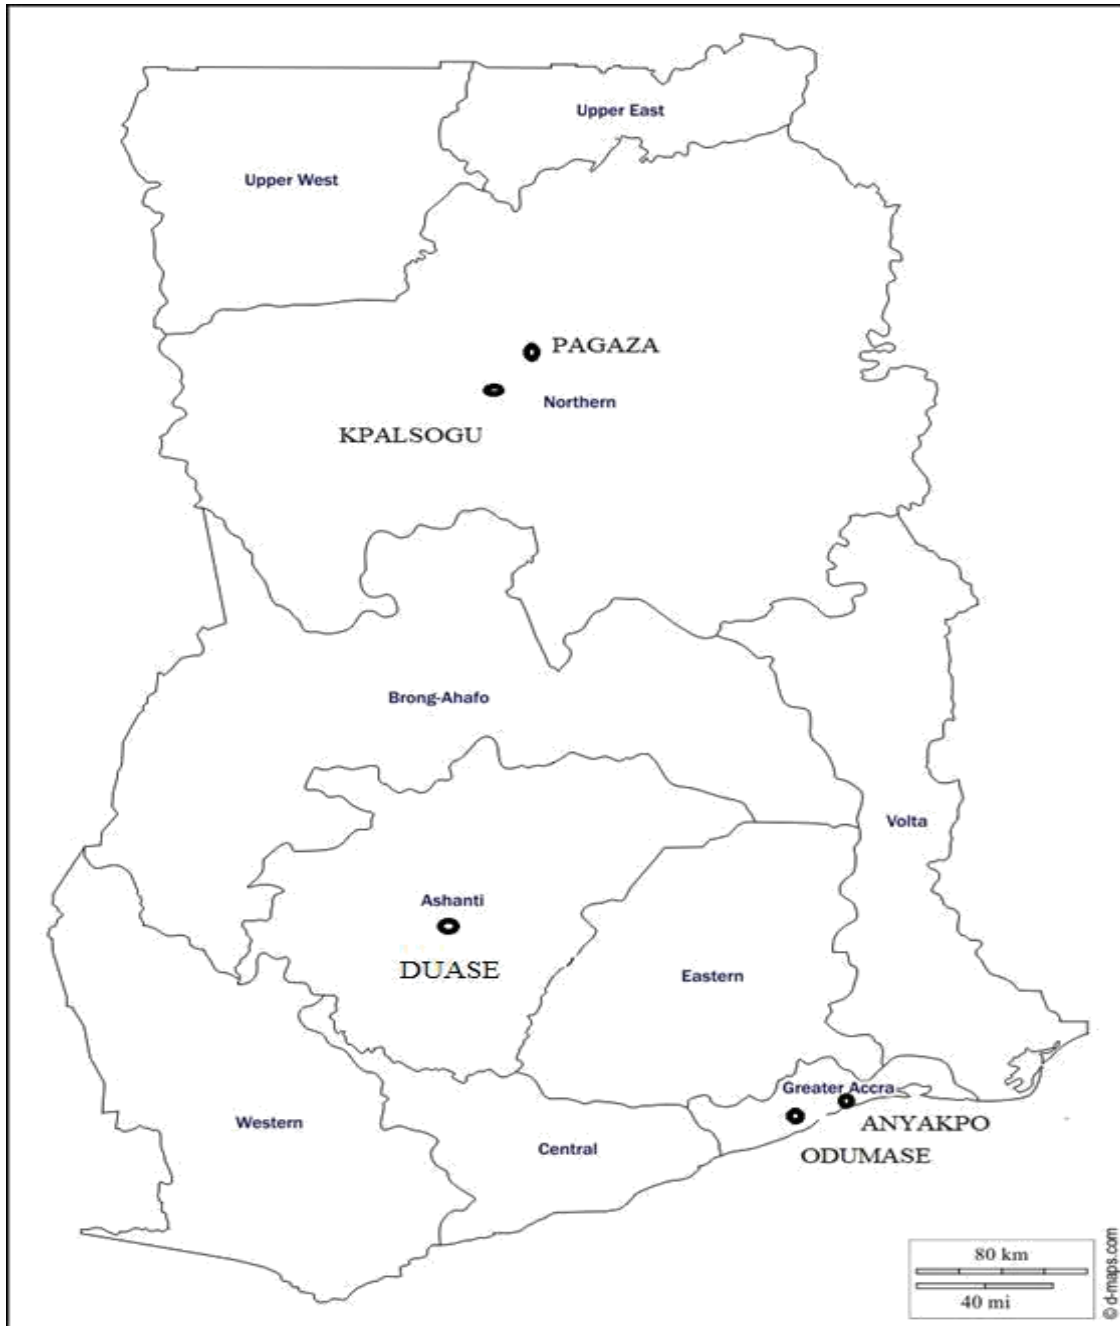 Upper East
Upper West
PAGAZA
Northern
KPALSOGU
Brong-Ahafo
Volta
Ashanti
DUASE
Eastern
Greater Accra
ANYAKPO
Western
Central
ODUMASE
80 km
40 mi
© d-maps.com